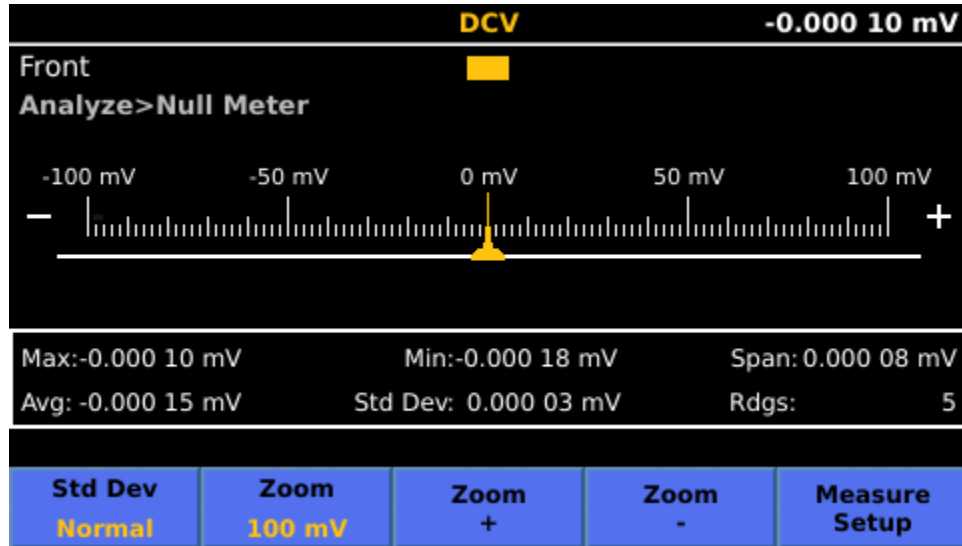 DCV -0.000 10 mV
Front
Analyze>Null Meter
-100 mV -50 mV 0 mV 50 mV 100 mV
- +
Max:-0.000 10 mV Min:-0.000 18 mV Span: 0.000 08 mV
Avg: -0.000 15 mV Std Dev: 0.000 03 mV Rdgs: 5
Std Dev Zoom Zoom Zoom Measure
Normal 100 mV + - Setup